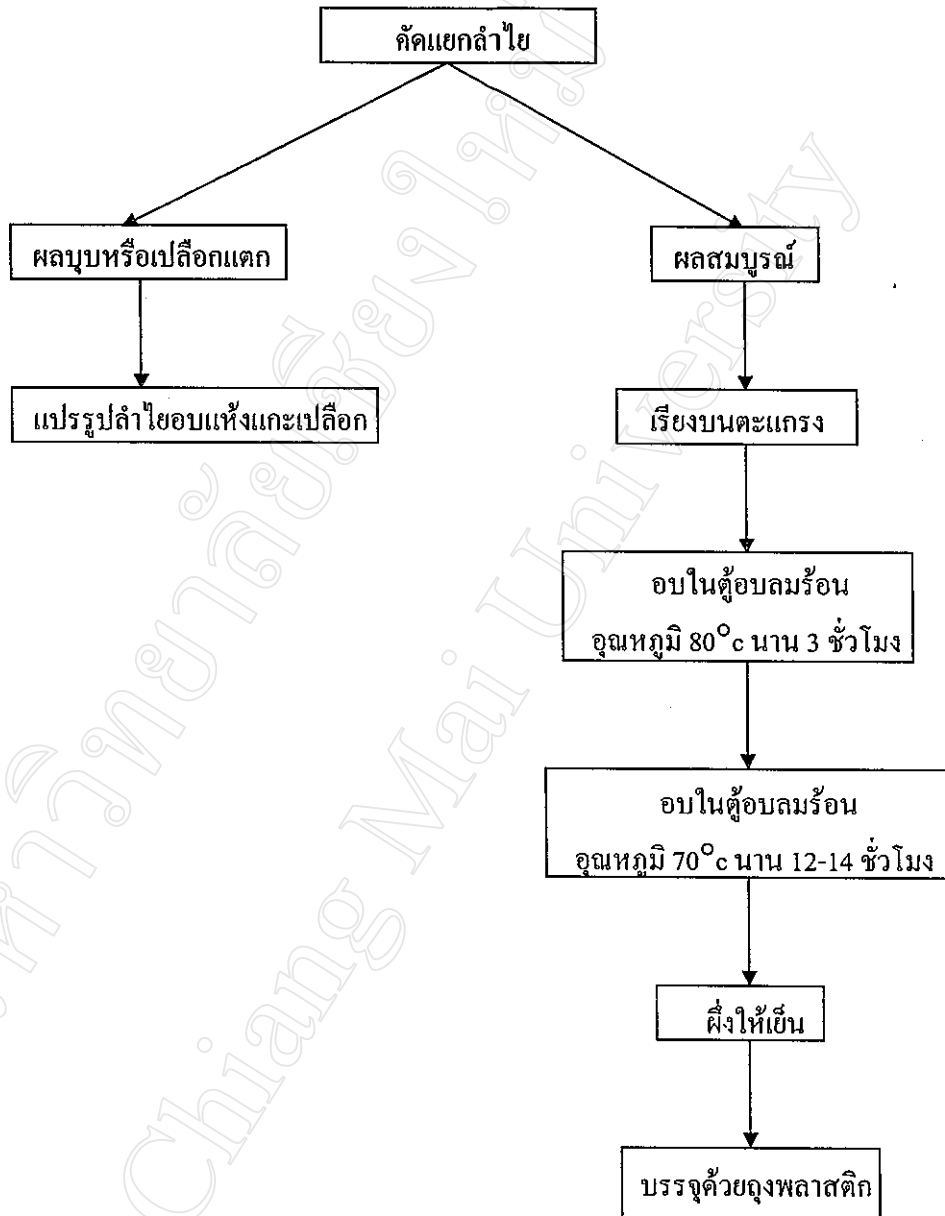 คัดแยกลำไย
ผลบุบหรือเปลือกแตก
ผลสมบูรณ์
แปรรูปลำไยอบแห้งแกะเปลือก
เรียงบนตะแกรง
อบในตู้อบลมร้อน
อุณหภูมิ 80°c นาน 3 ชั่วโมง
อบในตู้อบลมร้อน
อุณหภูมิ 70°c นาน 12-14 ชั่วโมง
ผึ่งให้เย็น
บรรจุด้วยถุงพลาสติก
Chiang Mai University